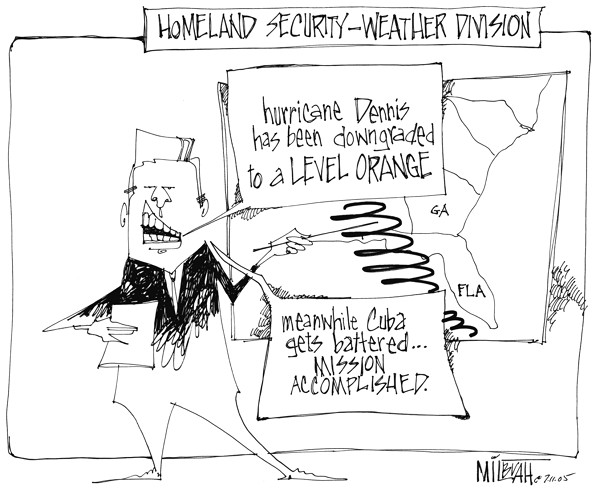 HOMELAND SECURITY-WEATHER DIVISION
hurricane Dennis
has been downgraded
to a LEVEL ORANGE
GA
FLA
meanwhile Cuba
gets battered...
MISSION
ACCOMPLISHED.
MILBRAH © 7.11.05